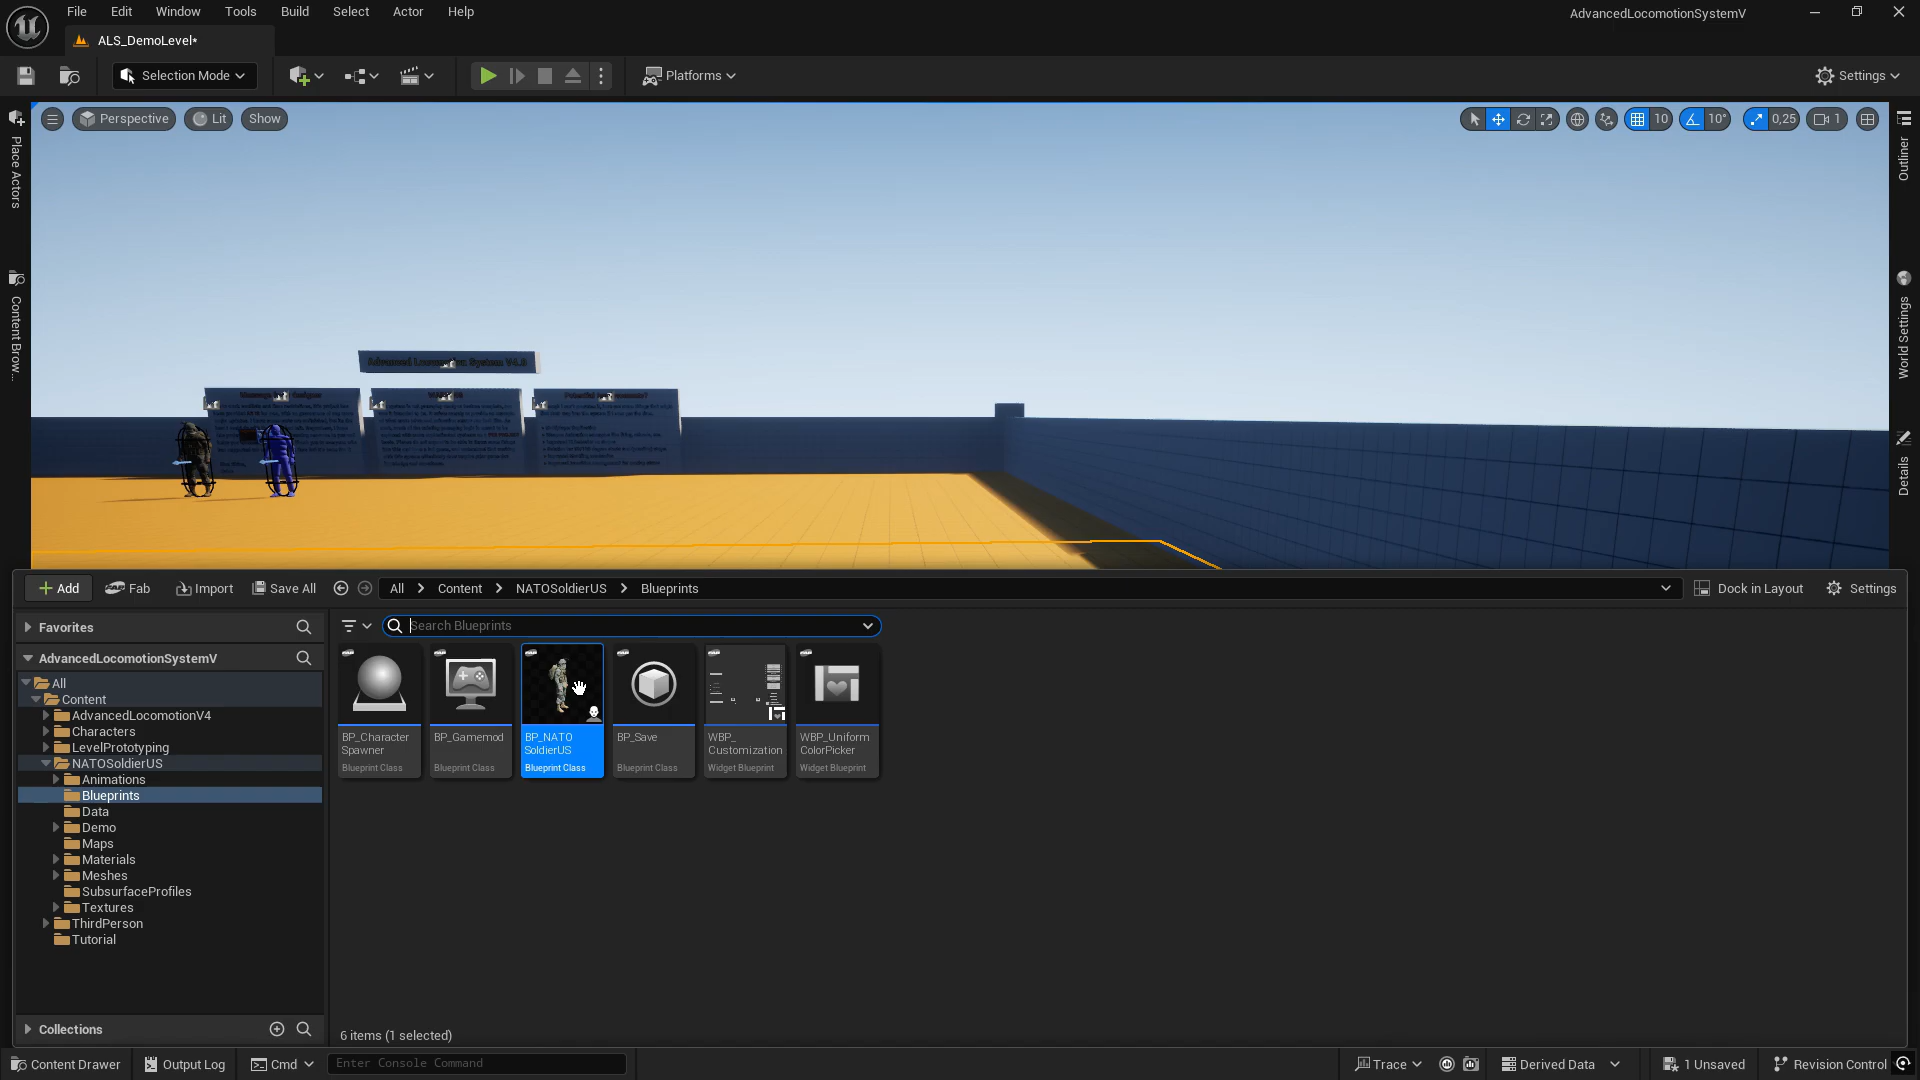 File Edit Window Tools Build Select Actor Help
AdvancedLocomotionSystemV
ALS_DemoLevel*
Selection Mode
Platforms
Settings
Perspective Lit Show
10 10° 0,25 1
Place Actors
Content Brow...
Outliner
World Settings
Details
Advanced Locomotion System V4.0
Add Fab Import Save All All Content NATOSoldierUS Blueprints Dock in Layout Settings
Favorites
Search Blueprints
AdvancedLocomotionSystemV
All
Content
AdvancedLocomotionV4
Characters
LevelPrototyping
NATOSoldierUS
Animations
Blueprints
Data
Demo
Maps
Materials
Meshes
SubsurfaceProfiles
Textures
ThirdPerson
Tutorial
BP_Character
Spawner
Blueprint Class
BP_Gamemod
Blueprint Class
BP_NATO
SoldierUS
Blueprint Class
BP_Save
Blueprint Class
WBP_
Customization
Widget Blueprint
WBP_Uniform
ColorPicker
Widget Blueprint
Collections
6 items (1 selected)
Content Drawer Output Log Cmd Enter Console Command Trace Derived Data 1 Unsaved Revision Control